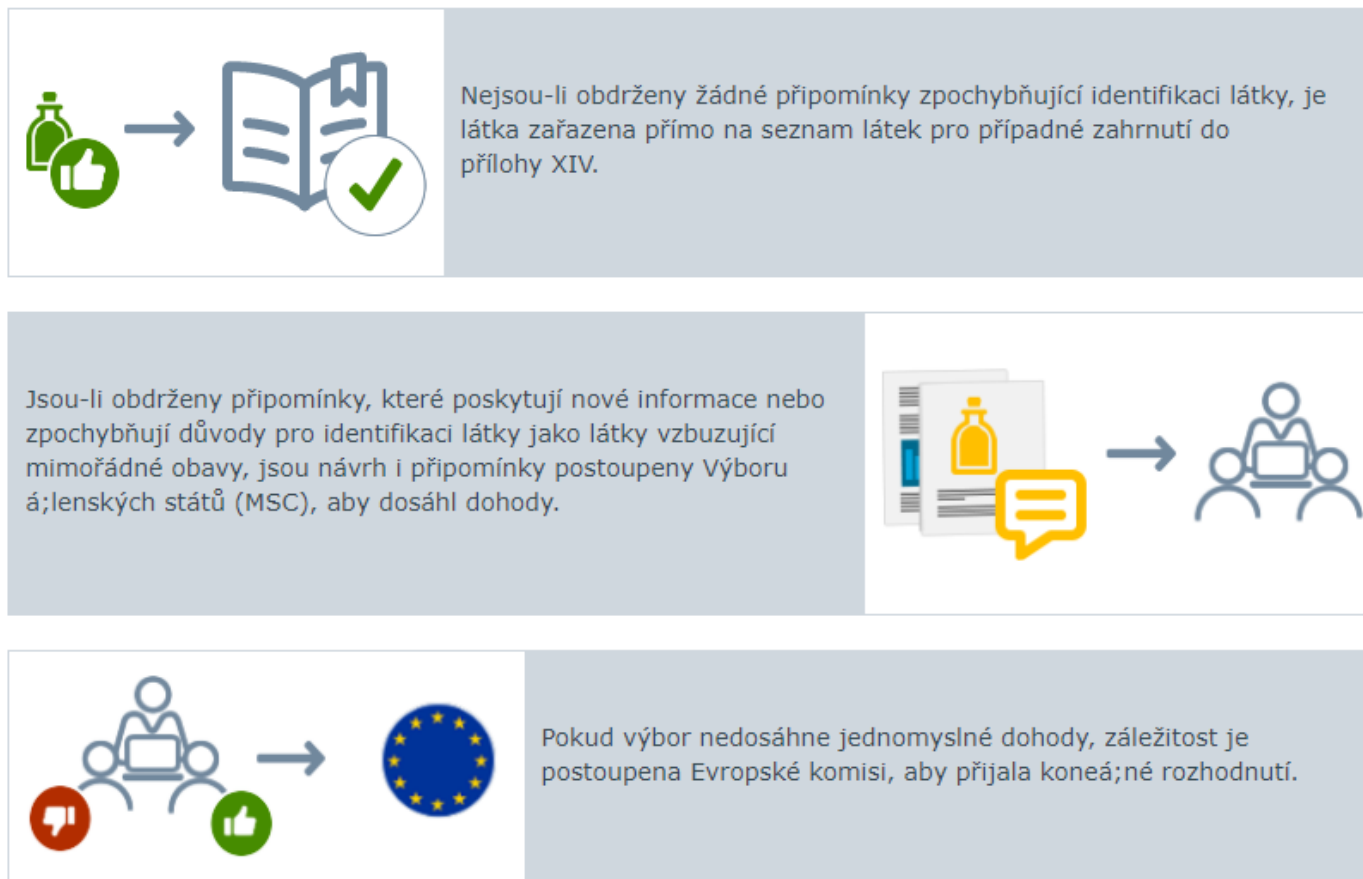 Nejsou-li obdrženy žádné připomínky zpochybňující identifikaci látky, je
látka zařazena přímo na seznam látek pro případné zahrnutí do
přílohy XIV.
Jsou-li obdrženy připomínky, které poskytují nové informace nebo
zpochybňují důvody pro identifikaci látky jako látky vzbuzující
mimořádné obavy, jsou návrh i připomínky postoupeny Výboru
á;lenských států (MSC), aby dosáhl dohody.
Pokud výbor nedosáhne jednomyslné dohody, záležitost je
postoupena Evropské komisi, aby přijala koneá;né rozhodnutí.